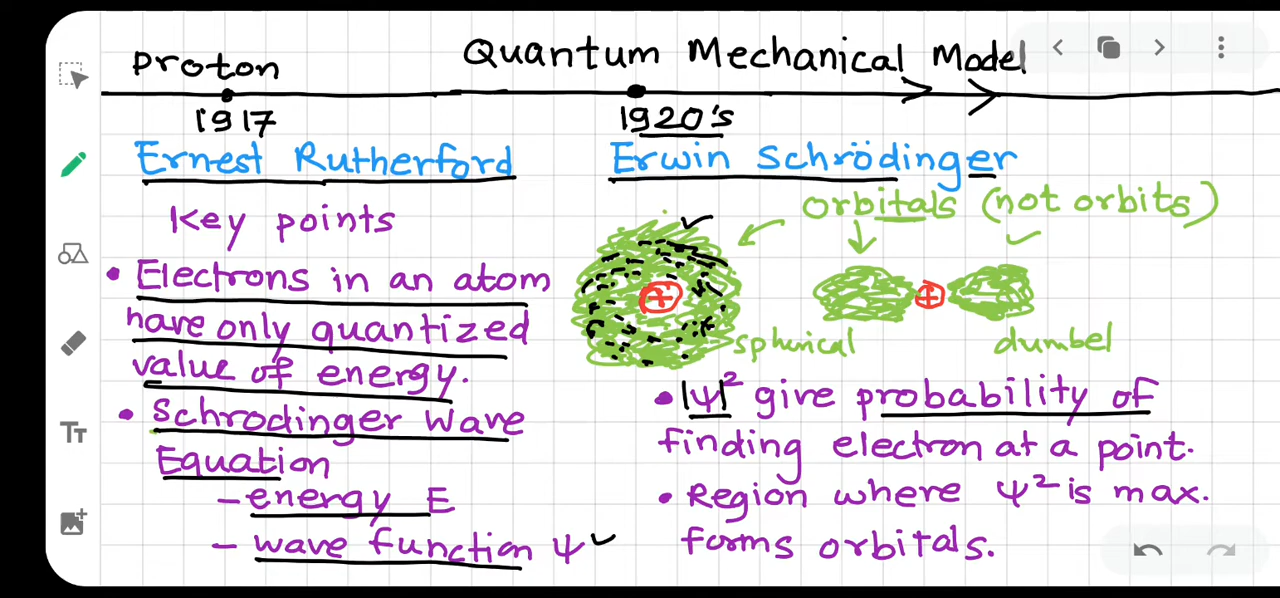 Proton
Quantum Mechanical Model
1917
1920's
Ernest Rutherford
Erwin Schrödinger
Key points
• Electrons in an atom
have only quantized
value of energy.
• Schrodinger Wave
Equation
- energy E
- wave function ψ
orbitals (not orbits)
+
+
spherical
dumbel
• |ψ|² give probability of
finding electron at a point.
• Region where ψ² is max.
forms orbitals.
TT